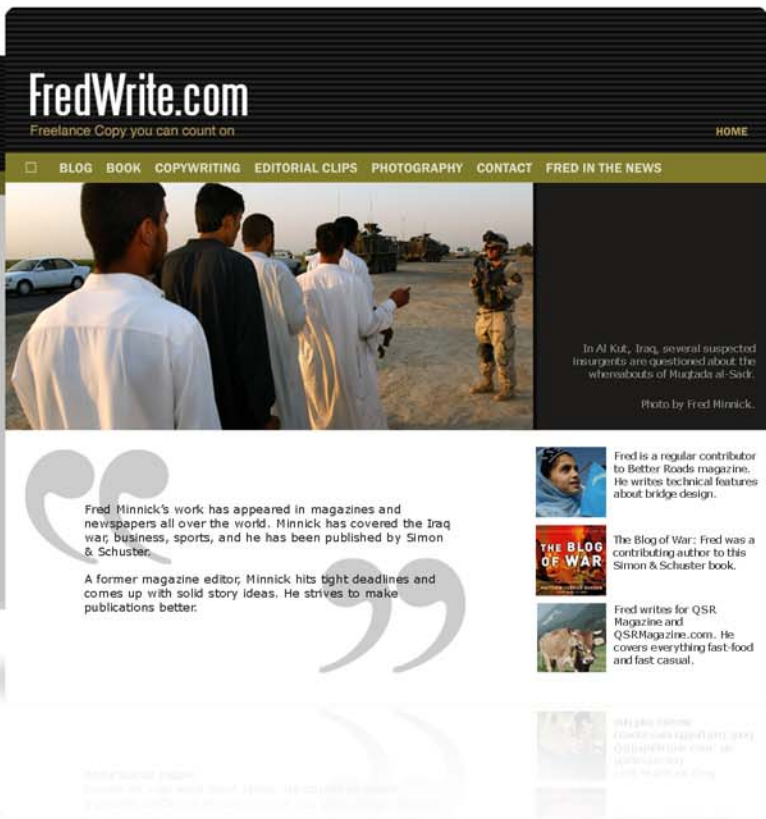 FredWrite.com
Freelance Copy you can count on
HOME
BLOG BOOK COPYWRITING EDITORIAL CLIPS PHOTOGRAPHY CONTACT FRED IN THE NEWS
In Al Kut, Iraq, several suspected
insurgents are questioned about the
whereabouts of Muqtada al-Sadr.
Photo by Fred Minnick.
Fred Minnick's work has appeared in magazines and
newspapers all over the world. Minnick has covered the Iraq
war, business, sports, and he has been published by Simon
& Schuster.
A former magazine editor, Minnick hits tight deadlines and
comes up with solid story ideas. He strives to make
publications better.
Fred is a regular contributor
to Better Roads magazine.
He writes technical features
about bridge design.
THE BLOG
OF WAR
The Blog of War: Fred was a
contributing author to this
Simon & Schuster book.
Fred writes for QSR
Magazine and
QSRMagazine.com. He
covers everything fast-food
and fast casual.